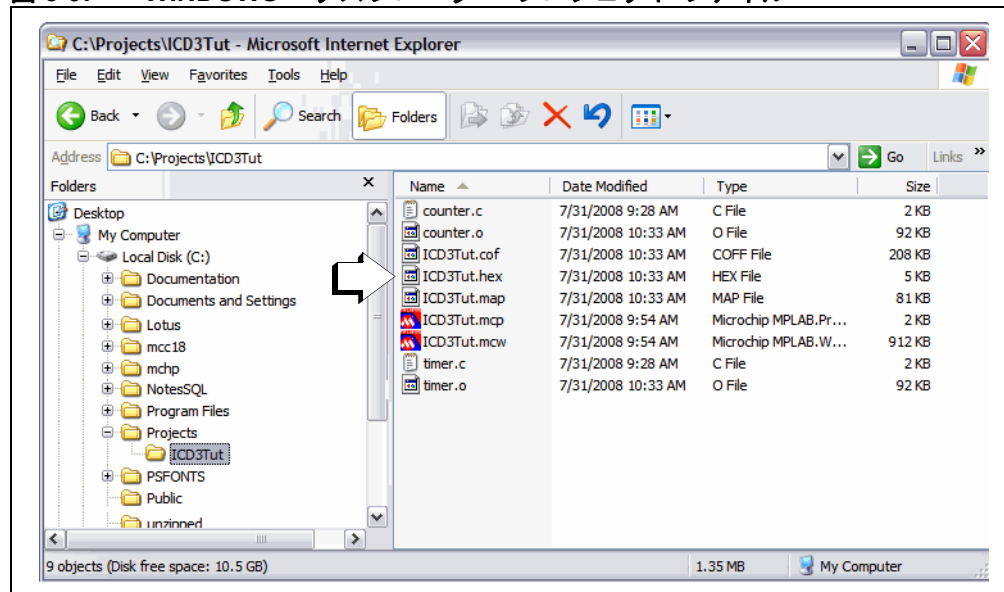 C:\Projects\ICD3Tut - Microsoft Internet Explorer
File Edit View Favorites Tools Help
Back Search Folders
Address C:\Projects\ICD3Tut Go Links »
Folders x
Desktop
My Computer
Local Disk (C:)
Documentation
Documents and Settings
Lotus
mcc18
mchp
NotesSQL
Program Files
Projects
ICD3Tut
PSFONTS
Public
unzipped
Name Date Modified Type Size
counter.c 7/31/2008 9:28 AM C File 2 KB
counter.o 7/31/2008 10:33 AM O File 92 KB
ICD3Tut.cof 7/31/2008 10:33 AM COFF File 208 KB
ICD3Tut.hex 7/31/2008 10:33 AM HEX File 5 KB
ICD3Tut.map 7/31/2008 10:33 AM MAP File 81 KB
ICD3Tut.mcp 7/31/2008 9:54 AM Microchip MPLAB.Pr... 2 KB
ICD3Tut.mcw 7/31/2008 9:54 AM Microchip MPLAB.W... 912 KB
timer.c 7/31/2008 9:28 AM C File 2 KB
timer.o 7/31/2008 10:33 AM O File 92 KB
9 objects (Disk free space: 10.5 GB) 1.35 MB My Computer